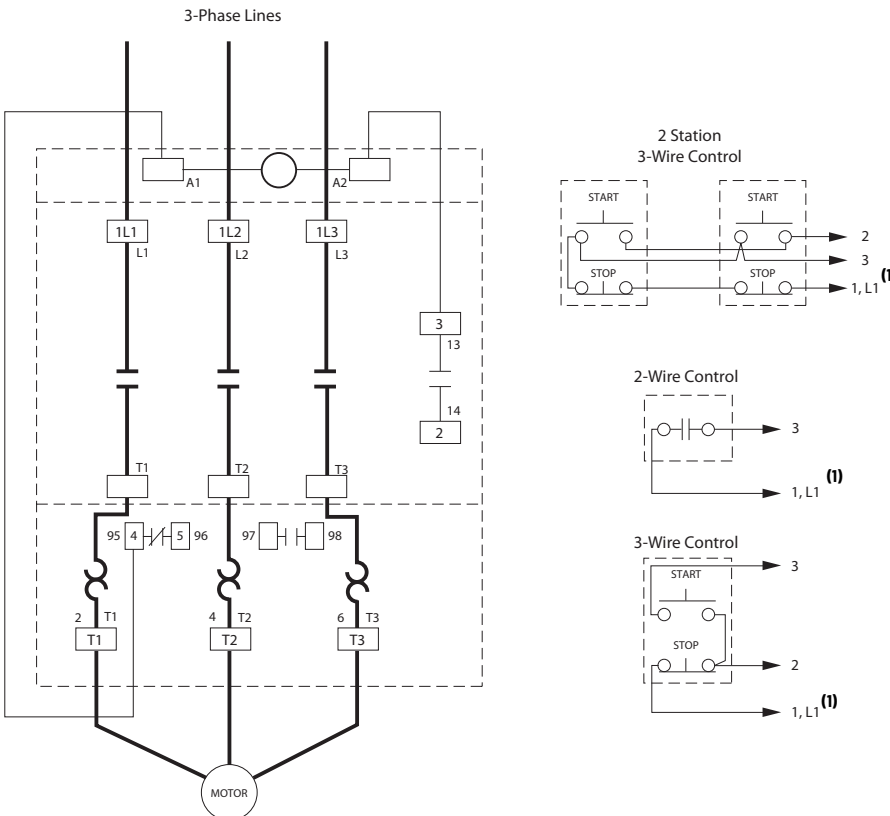 3-Phase Lines
A1
A2
1L1
1L2
1L3
L1
L2
L3
3
13
14
2
T1
T2
T3
95 4 5 96
97 98
2 T1
4 T2
6 T3
T1
T2
T3
MOTOR
2 Station
3-Wire Control
START
START
2
3
STOP
STOP
1, L1 (1
2-Wire Control
3
1, L1 (1)
3-Wire Control
3
START
STOP
2
1, L1 (1)